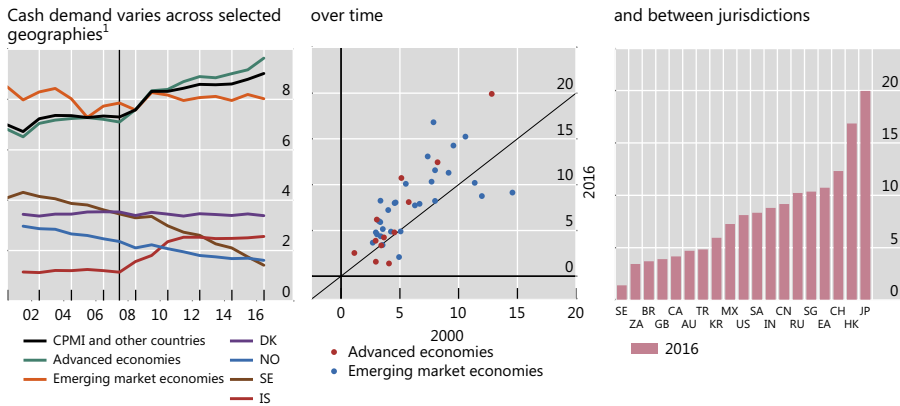 Cash demand varies across selected
geographies1
8
6
4
2
0
02 04 06 08 10 12 14 16
CPMI and other countries
Advanced economies
Emerging market economies
DK
NO
SE
IS
over time
20
15
10
5
0
2016
0 5 10 15 20
2000
Advanced economies
Emerging market economies
and between jurisdictions
20
15
10
5
0
SE BR CA TR MX SA CN SG CH JP
ZA GB AU KR US IN RU EA HK
2016